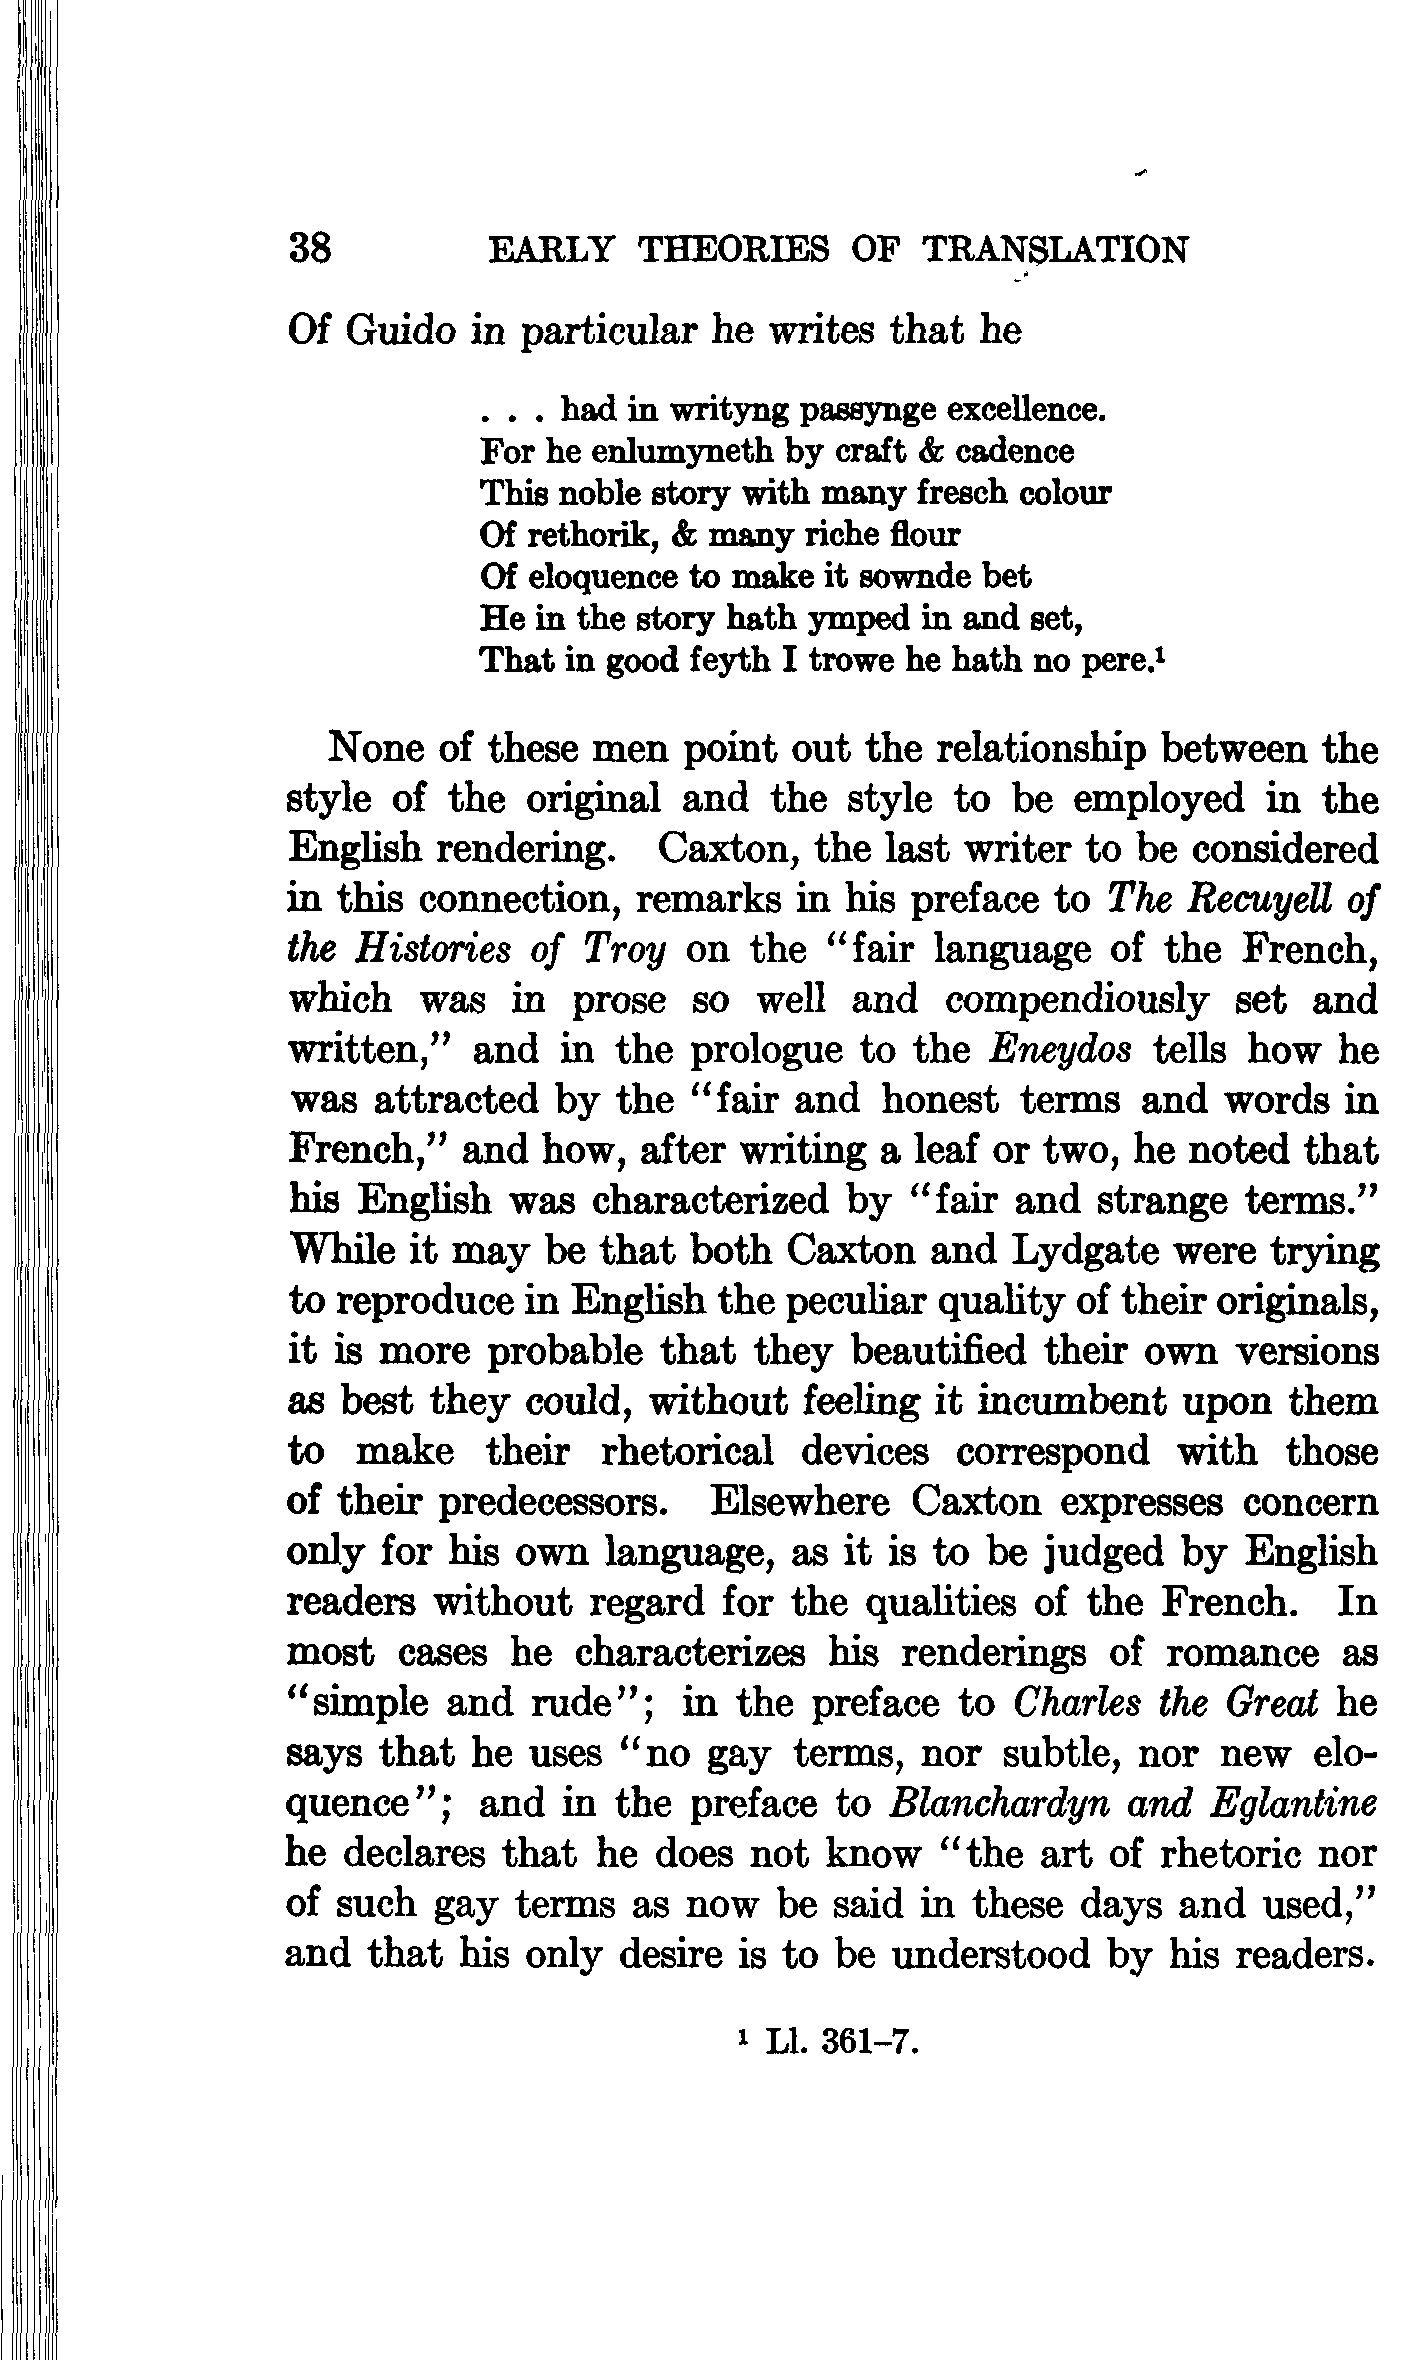 38 EARLY THEORIES OF TRANSLATION
Of Guido in particular he writes that he
. . . had in writyng passynge excellence.
For he enlumyneth by craft & cadence
This noble story with many fresch colour
Of rethorik, & many riche flour
Of eloquence to make it sownde bet
He in the story hath ymped in and set,
That in good feyth I trowe he hath no pere.¹
None of these men point out the relationship between the
style of the original and the style to be employed in the
English rendering. Caxton, the last writer to be considered
in this connection, remarks in his preface to The Recuyell of
the Histories of Troy on the "fair language of the French,
which was in prose so well and compendiously set and
written," and in the prologue to the Eneydos tells how he
was attracted by the "fair and honest terms and words in
French," and how, after writing a leaf or two, he noted that
his English was characterized by "fair and strange terms."
While it may be that both Caxton and Lydgate were trying
to reproduce in English the peculiar quality of their originals,
it is more probable that they beautified their own versions
as best they could, without feeling it incumbent upon them
to make their rhetorical devices correspond with those
of their predecessors. Elsewhere Caxton expresses concern
only for his own language, as it is to be judged by English
readers without regard for the qualities of the French. In
most cases he characterizes his renderings of romance as
"simple and rude"; in the preface to Charles the Great he
says that he uses "no gay terms, nor subtle, nor new elo-
quence"; and in the preface to Blanchardyn and Eglantine
he declares that he does not know "the art of rhetoric nor
of such gay terms as now be said in these days and used,"
and that his only desire is to be understood by his readers.
¹ Ll. 361–7.